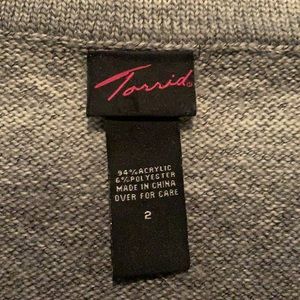 Torrid
94% ACRYLIC
6% POLYESTER
MADE IN CHINA
OVER FOR CARE
2